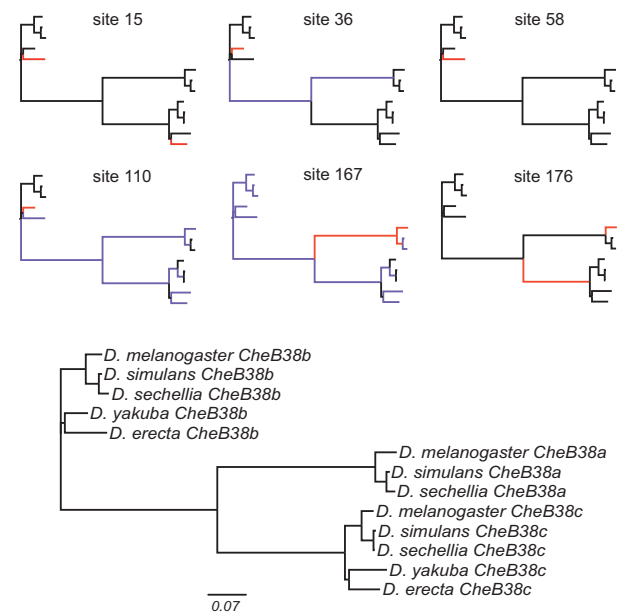 site 15
site 36
site 58
site 110
site 167
site 176
D. melanogaster CheB38b
D. simulans CheB38b
D. sechellia CheB38b
D. yakuba CheB38b
D. erecta CheB38b
D. melanogaster CheB38a
D. simulans CheB38a
D. sechellia CheB38a
D. melanogaster CheB38c
D. simulans CheB38c
D. sechellia CheB38c
D. yakuba CheB38c
D. erecta CheB38c
0.07